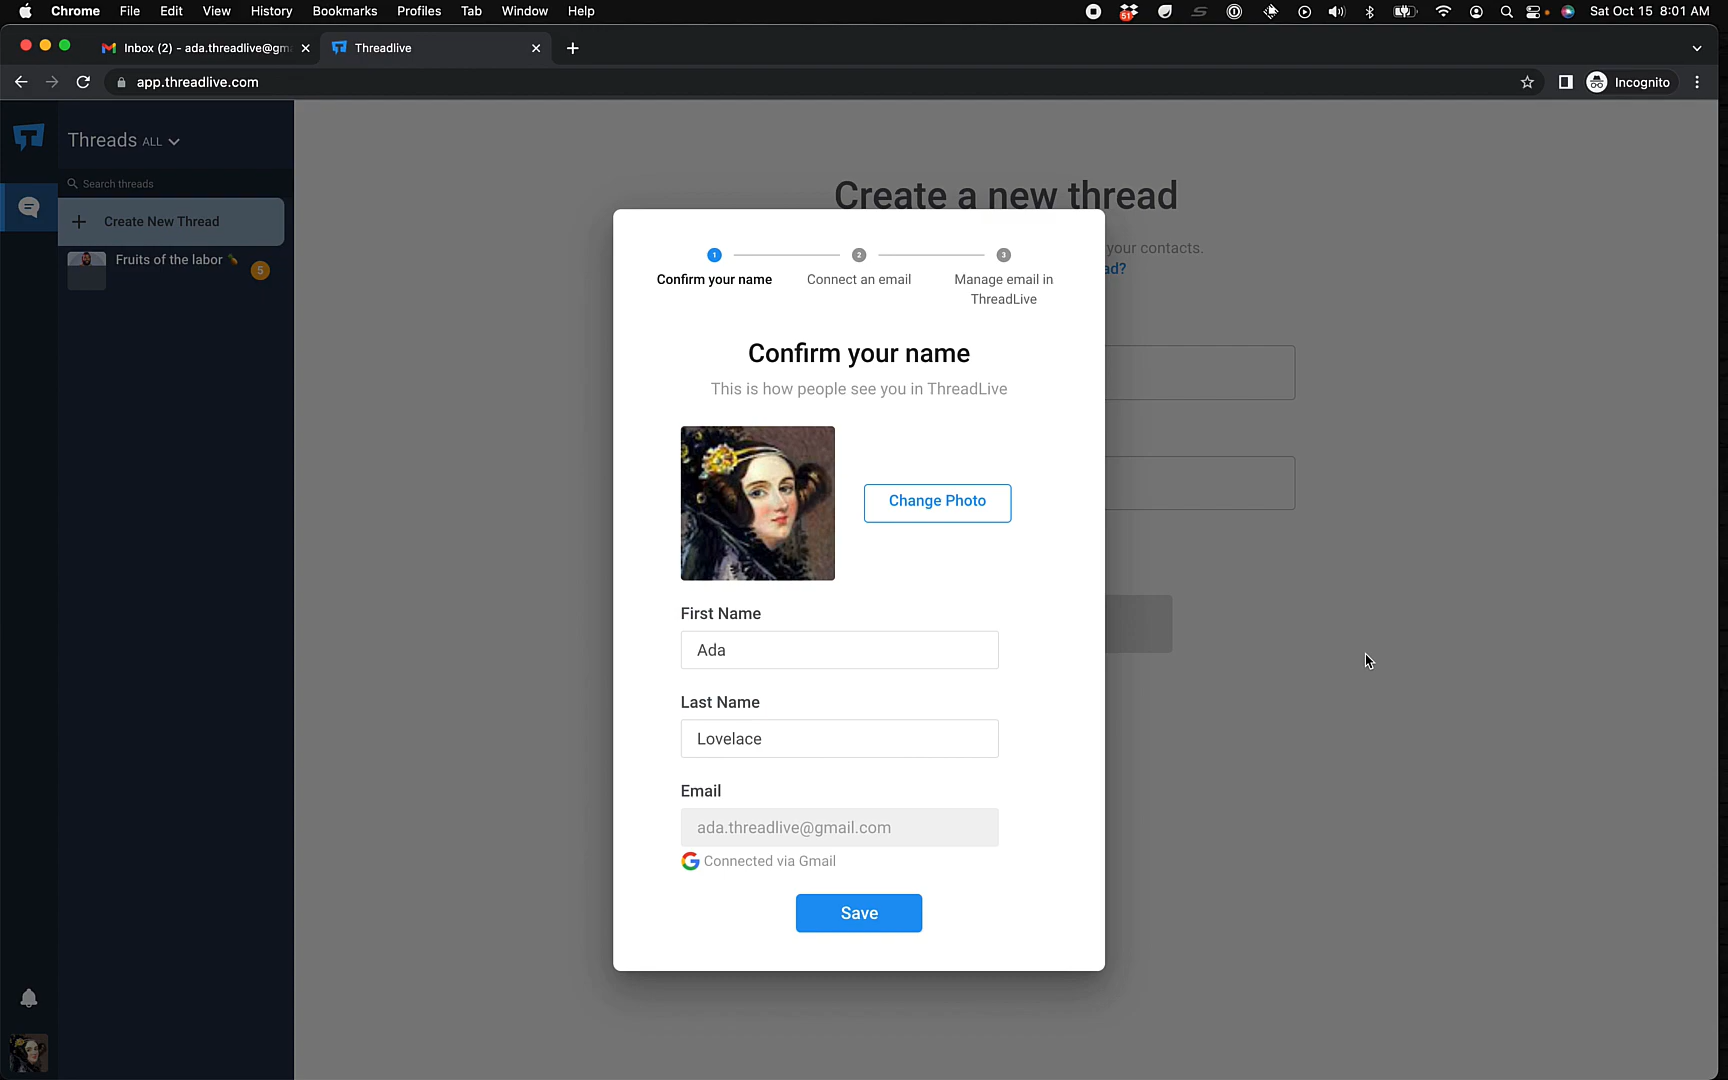 Chrome File Edit View History Bookmarks Profiles Tab Window Help
51
Sat Oct 15 8:01 AM
Inbox (2) - ada.threadlive@gm
Threadlive
app.threadlive.com
Incognito
Threads ALL
Search threads
Create New Thread
Fruits of the labor
5
Create a new thread
your contacts.
ad?
1 2 3
Confirm your name
Connect an email
Manage email in
ThreadLive
Confirm your name
This is how people see you in ThreadLive
Change Photo
First Name
Ada
Last Name
Lovelace
Email
ada.threadlive@gmail.com
Connected via Gmail
Save